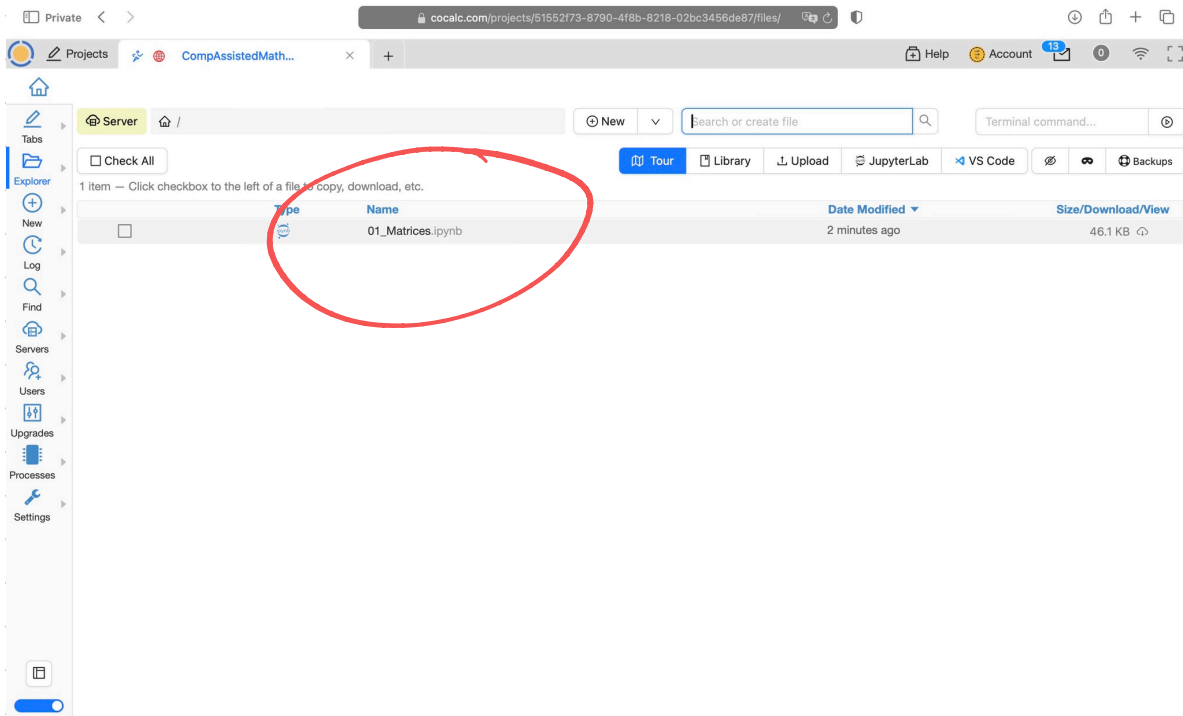 Private
cocalc.com/projects/51552f73-8790-4f8b-8218-02bc3456de87/files/
Projects
CompAssistedMath...
Help
Account
13
0
Tabs
Explorer
New
Log
Find
Servers
Users
Upgrades
Processes
Settings
Server
/
New
Search or create file
Terminal command...
Check All
Tour
Library
Upload
JupyterLab
VS Code
Backups
1 item — Click checkbox to the left of a file to copy, download, etc.
Type Name Date Modified Size/Download/View
01_Matrices.ipynb 2 minutes ago 46.1 KB